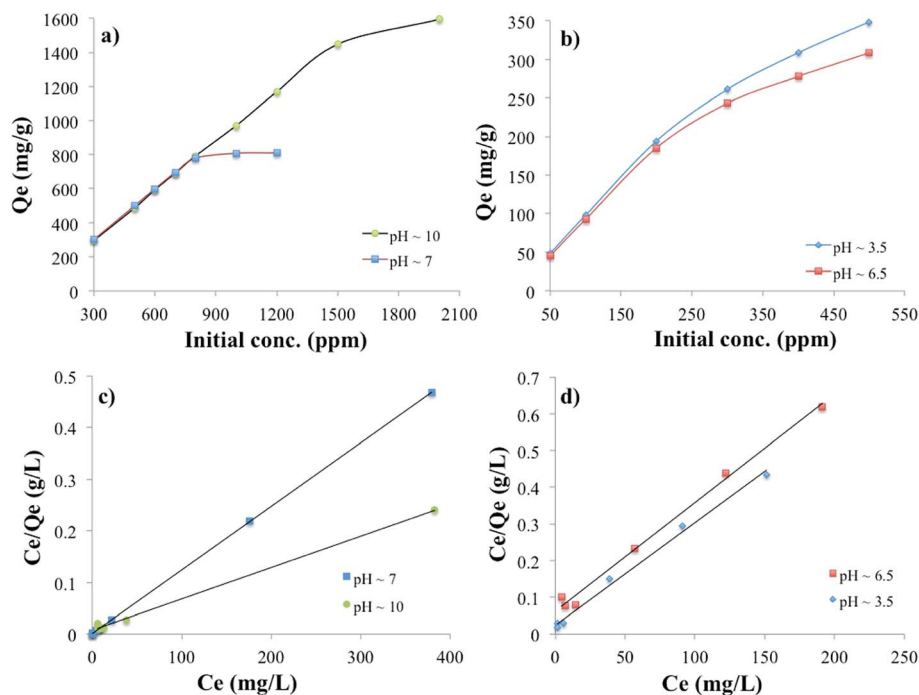 a)
1600
1400
1200
1000
800
600
400
200
0
Qe (mg/g)
300 600 900 1200 1500 1800 2100
Initial conc. (ppm)
pH ~ 10
pH ~ 7
b)
350
300
250
200
150
100
50
0
Qe (mg/g)
50 150 250 350 450 550
Initial conc. (ppm)
pH ~ 3.5
pH ~ 6.5
c)
0.5
0.4
0.3
0.2
0.1
0
Ce/Qe (g/L)
0 100 200 300 400
Ce (mg/L)
pH ~ 7
pH ~ 10
d)
0.7
0.6
0.5
0.4
0.3
0.2
0.1
0.0
Ce/Qe (g/L)
0 50 100 150 200 250
Ce (mg/L)
pH ~ 6.5
pH ~ 3.5